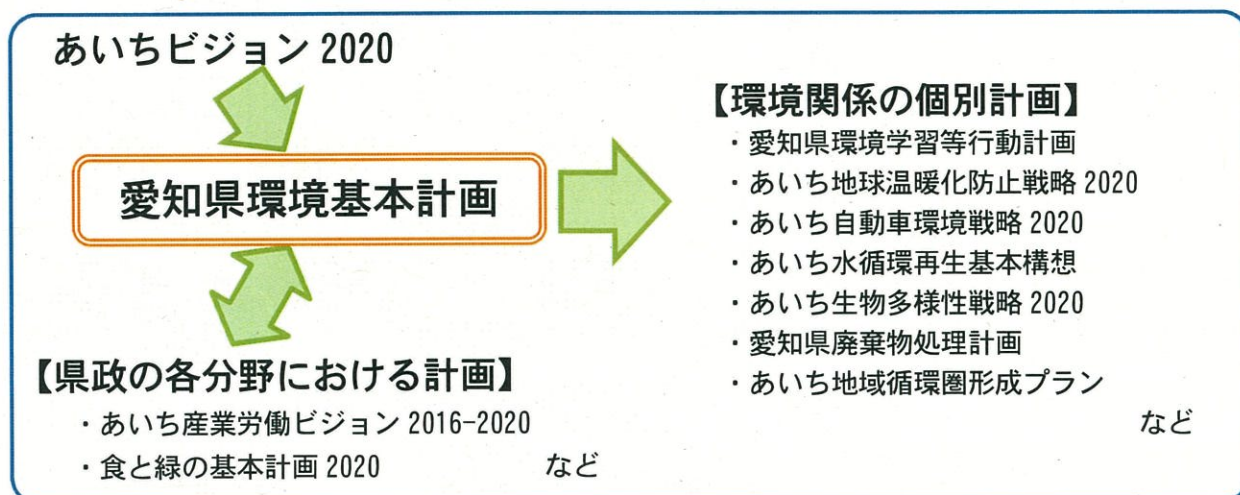 あいちビジョン 2020
愛知県環境基本計画
【県政の各分野における計画】
・あいち産業労働ビジョン 2016-2020
・食と緑の基本計画 2020 など
【環境関係の個別計画】
・愛知県環境学習等行動計画
・あいち地球温暖化防止戦略 2020
・あいち自動車環境戦略 2020
・あいち水循環再生基本構想
・あいち生物多様性戦略 2020
・愛知県廃棄物処理計画
・あいち地域循環圏形成プラン
など